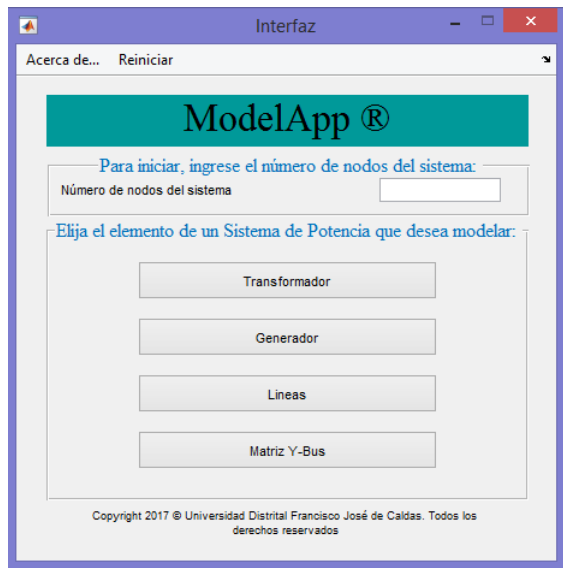 Interfaz
Acerca de... Reiniciar
ModelApp ®
Para iniciar, ingrese el número de nodos del sistema:
Número de nodos del sistema
Elija el elemento de un Sistema de Potencia que desea modelar:
Transformador
Generador
Lineas
Matriz Y-Bus
Copyright 2017 © Universidad Distrital Francisco José de Caldas. Todos los
derechos reservados